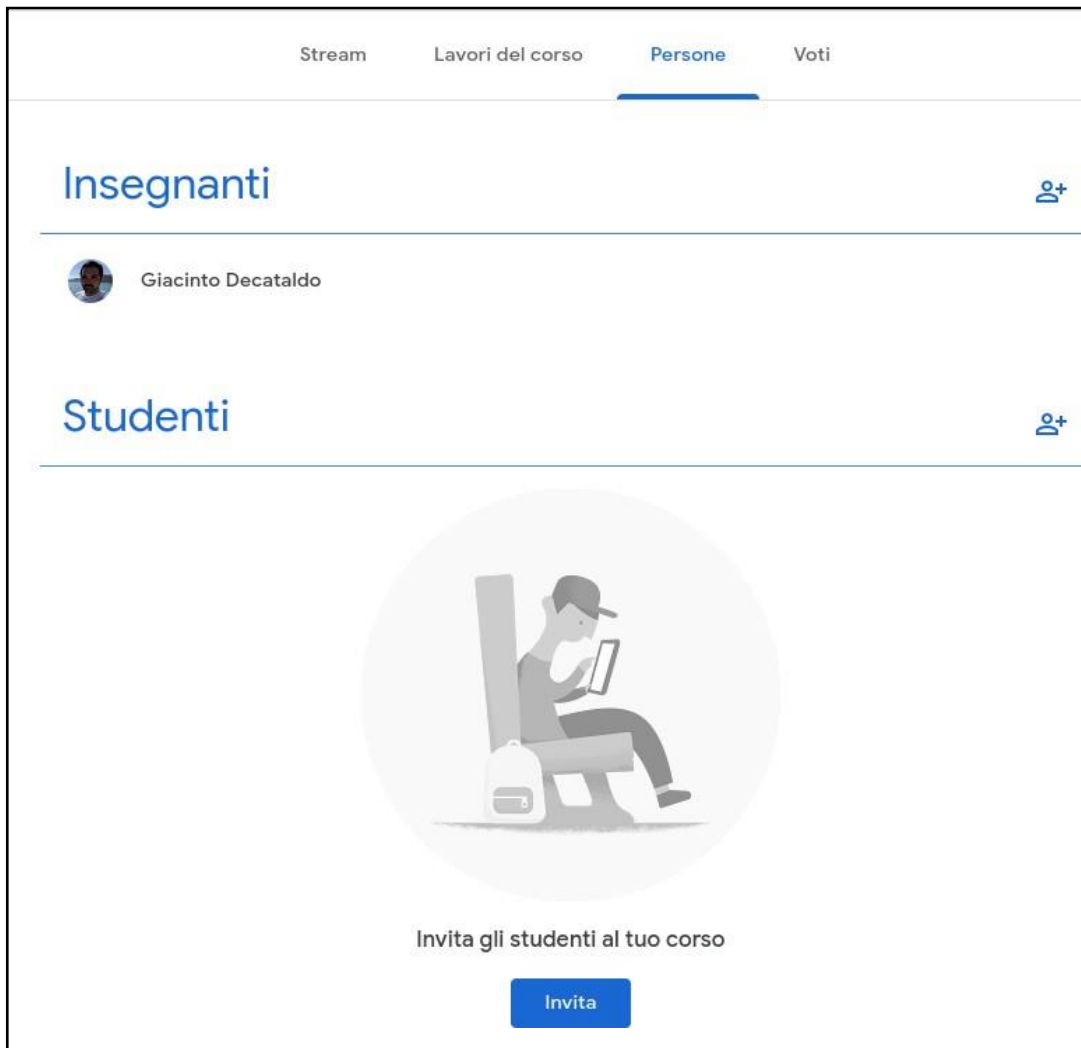 Stream Lavori del corso Persone Voti
Insegnanti
Giacinto Decataldo
Studenti
Invita gli studenti al tuo corso
Invita